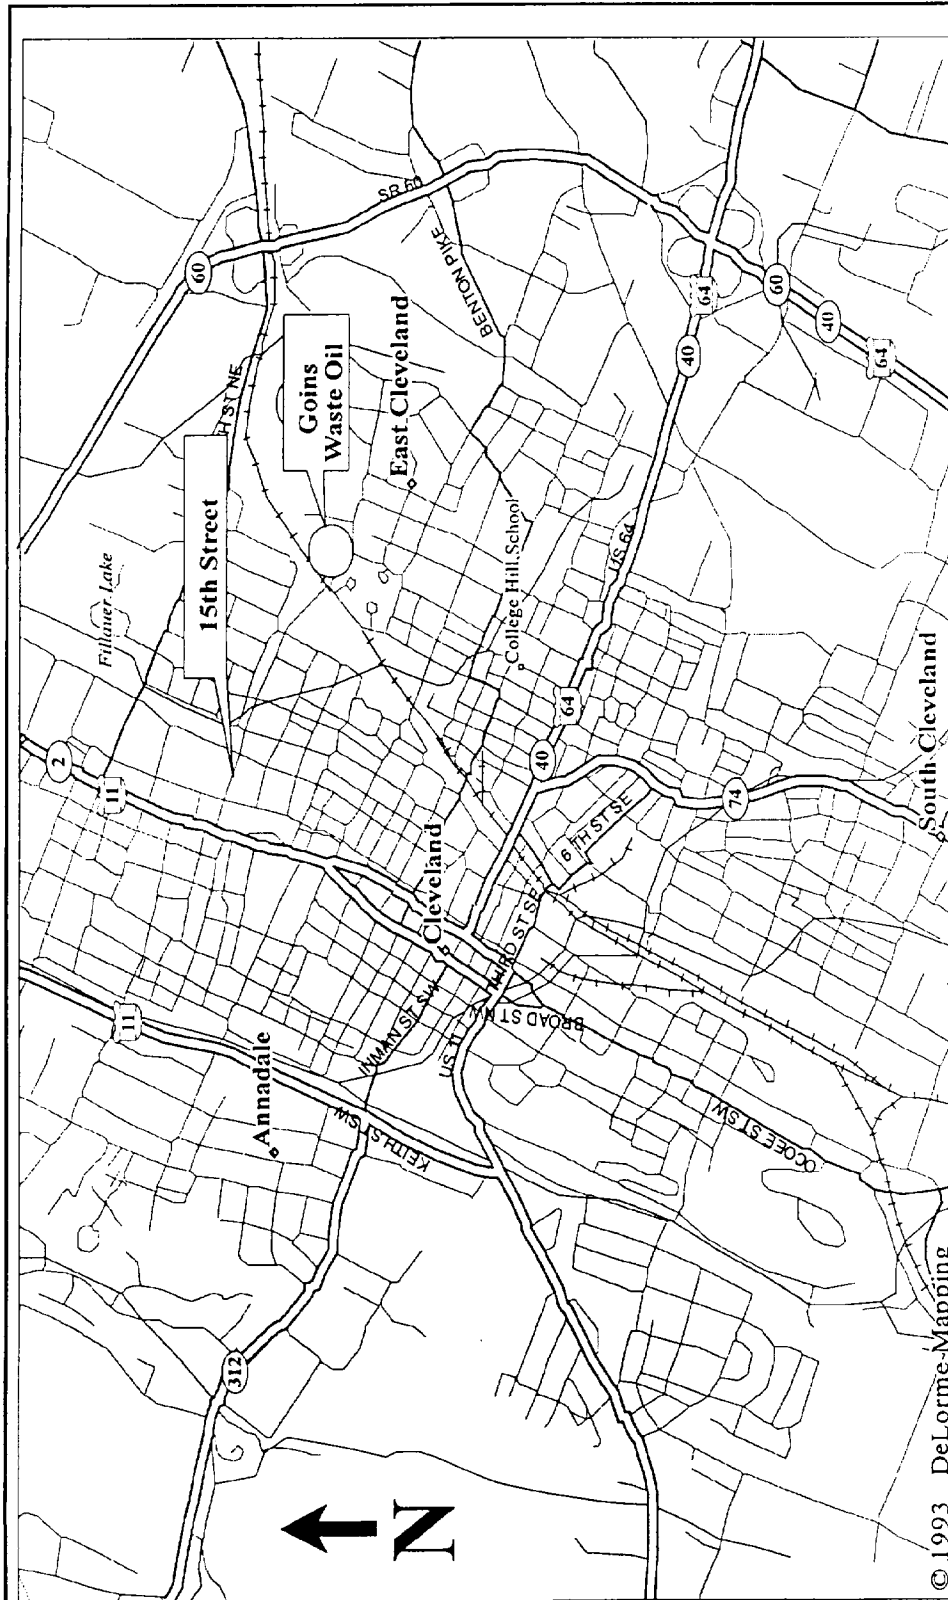 2
11
Fillauer Lake
60
15th Street
H ST NE
Goins
Waste Oil
SR 60
BENTON PIKE
East Cleveland
11
Annadale
312
INMAN ST SW
KEITH ST SW
Cleveland
College Hill School
US 11
BROAD ST NW
THIRD ST SE
6 TH ST SE
40
64
US 64
40
64
60
40
64
74
OCOEE ST SW
South Cleveland
N
© 1993 DeLorme Mapping